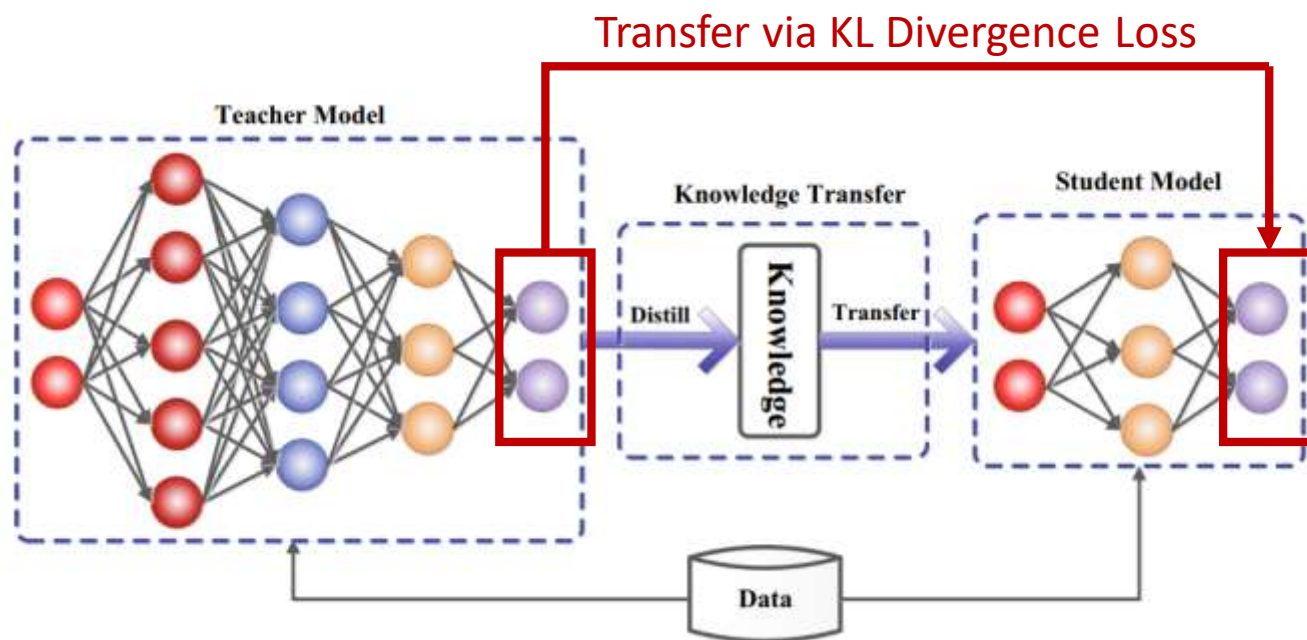 Transfer via KL Divergence Loss
Teacher Model
Knowledge Transfer
Student Model
Distill
Knowledge
Transfer
Data